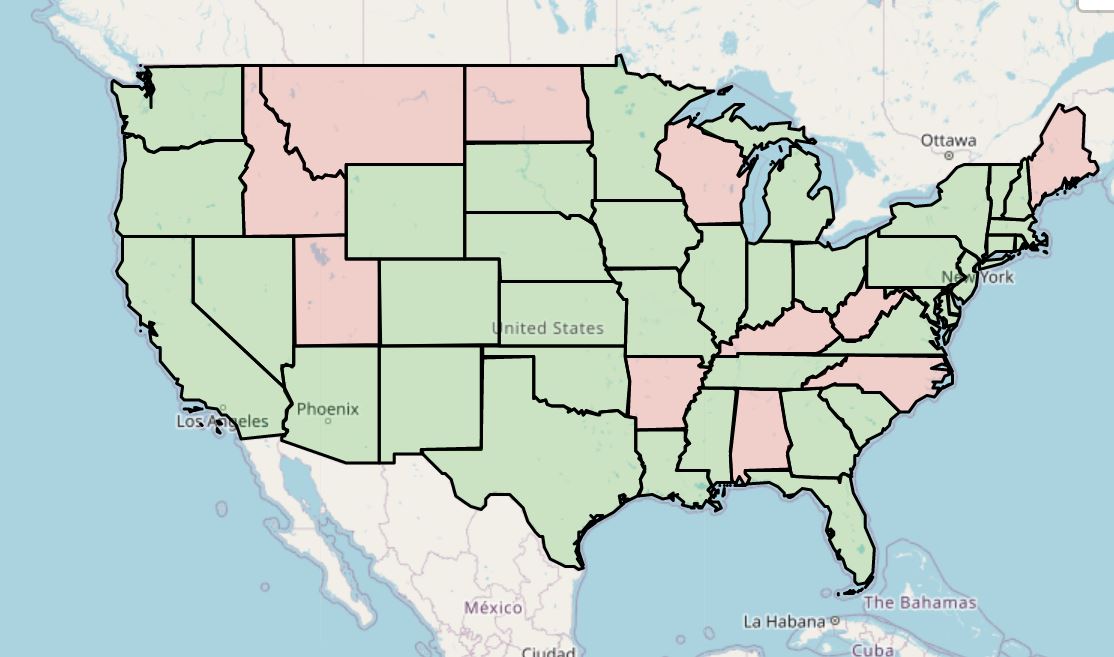 Ottawa
New York
United States
Phoenix
Los Angeles
México
The Bahamas
La Habana
Cuba
Ciudad